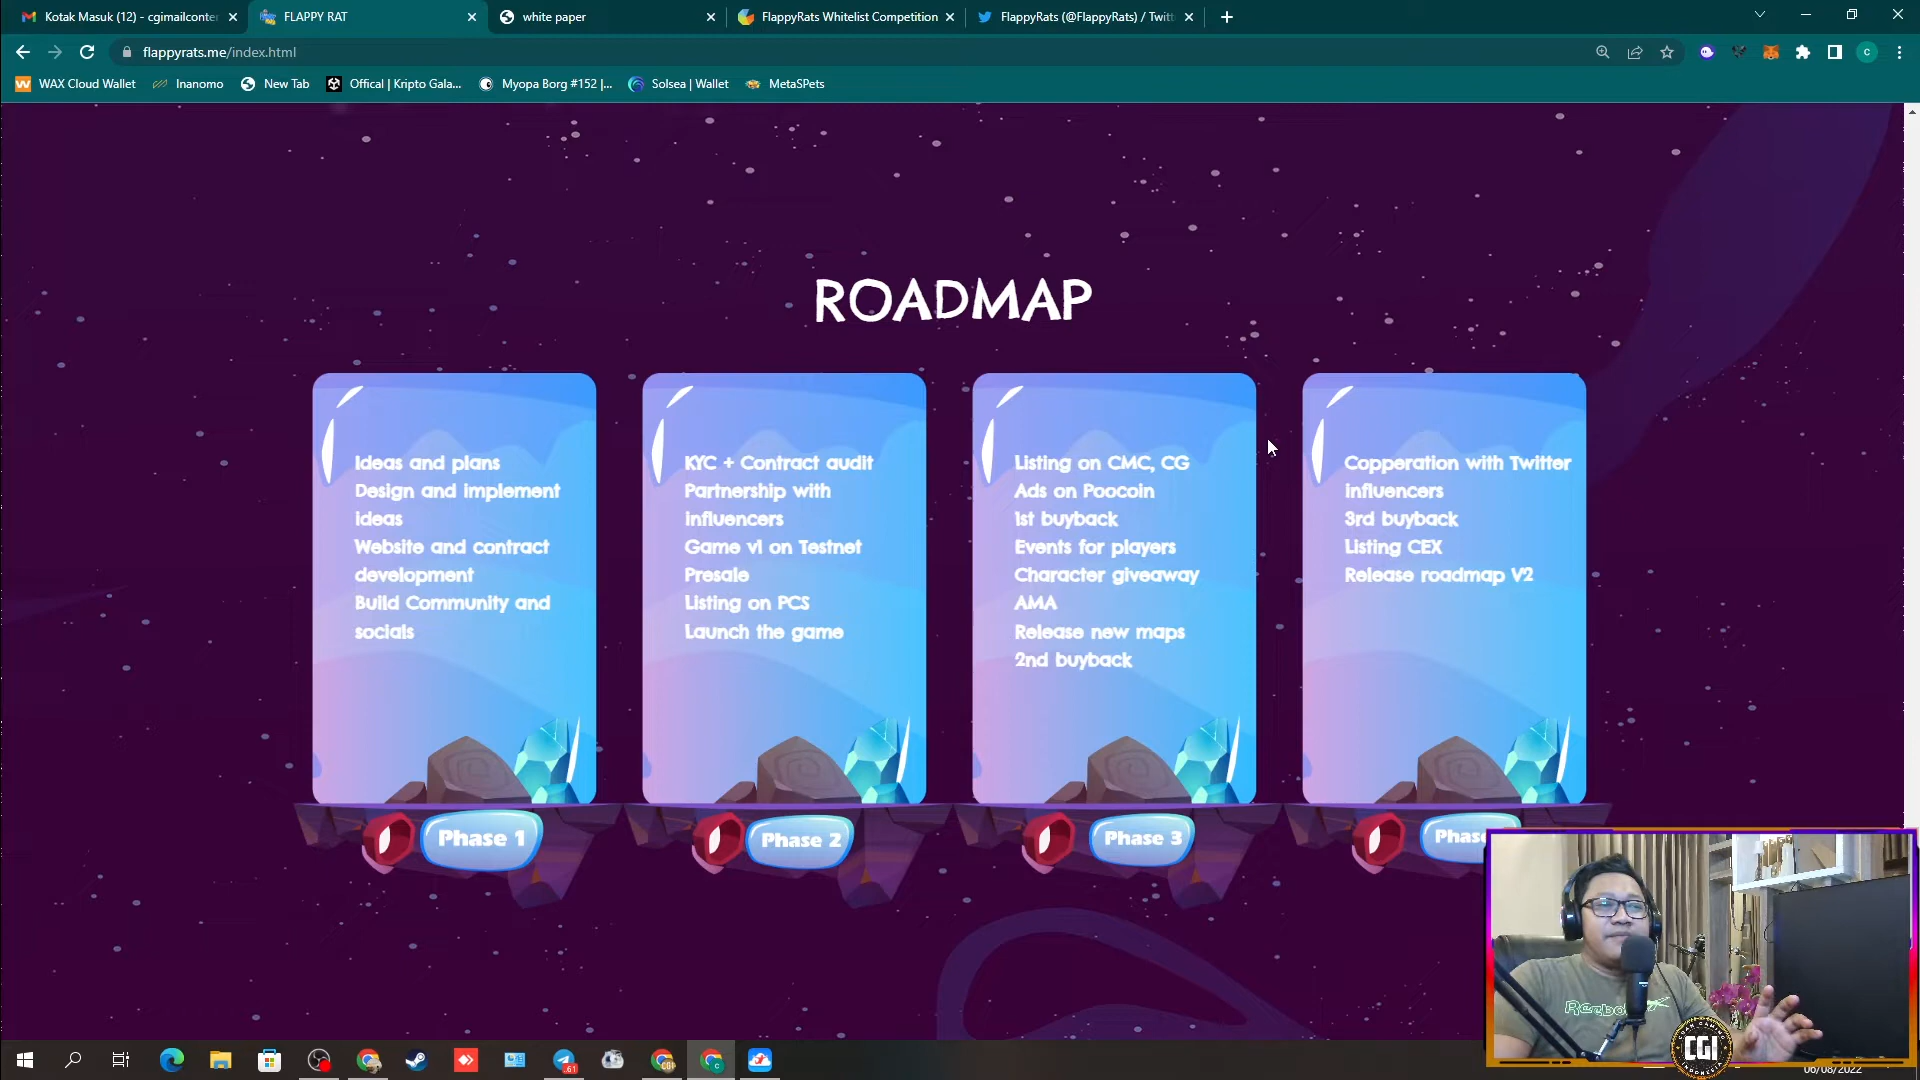 Kotak Masuk (12) - cgimailconter
FLAPPY RAT
white paper
FlappyRats Whitelist Competition
FlappyRats (@FlappyRats) / Twitt
flappyrats.me/index.html
C
WAX Cloud Wallet
Inanomo
New Tab
Offical | Kripto Gala...
Myopa Borg #152 |...
Solsea | Wallet
MetaSPets
ROADMAP
Ideas and plans
Design and implement
ideas
Website and contract
development
Build Community and
socials
Phase 1
KYC + Contract audit
Partnership with
influencers
Game v1 on Testnet
Presale
Listing on PCS
Launch the game
Phase 2
Listing on CMC, CG
Ads on Poocoin
1st buyback
Events for players
Character giveaway
AMA
Release new maps
2nd buyback
Phase 3
Copperation with Twitter
influencers
3rd buyback
Listing CEX
Release roadmap V2
Phase
CGI
61
06/08/2022